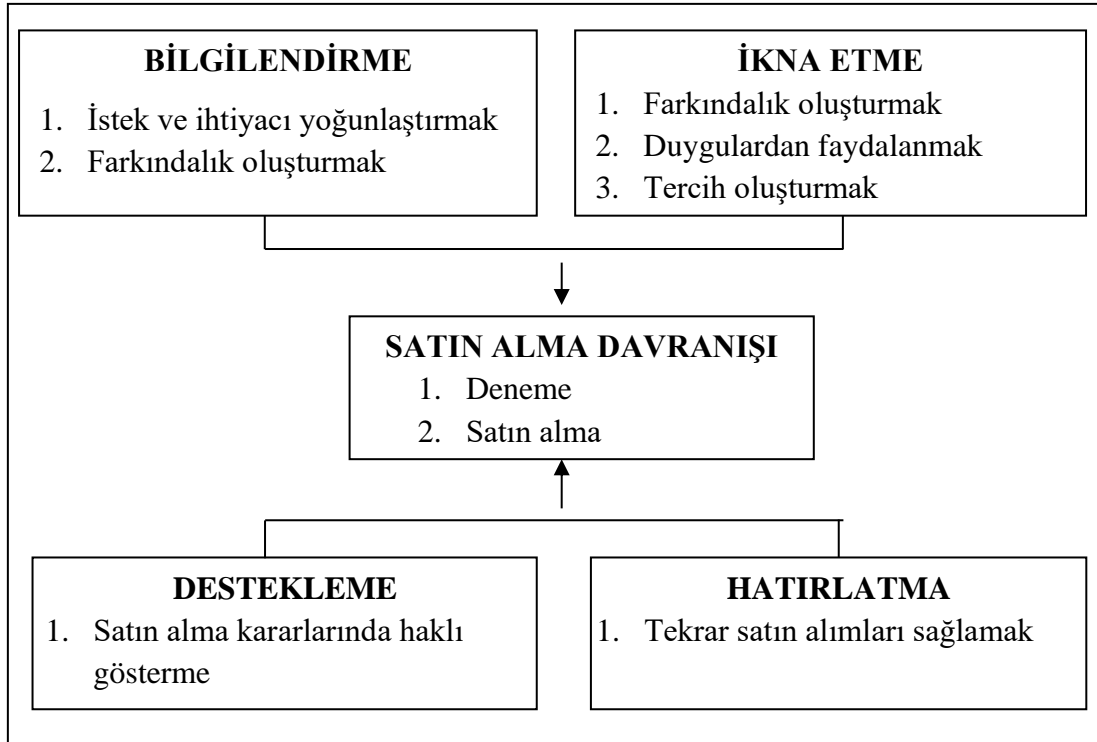 BİLGİLENDİRME
1. İstek ve ihtiyacı yoğunlaştırmak
2. Farkındalık oluşturmak
İKNA ETME
1. Farkındalık oluşturmak
2. Duygulardan faydalanmak
3. Tercih oluşturmak
SATIN ALMA DAVRANIŞI
1. Deneme
2. Satın alma
DESTEKLEME
1. Satın alma kararlarında haklı
gösterme
HATIRLATMA
1. Tekrar satın alımları sağlamak